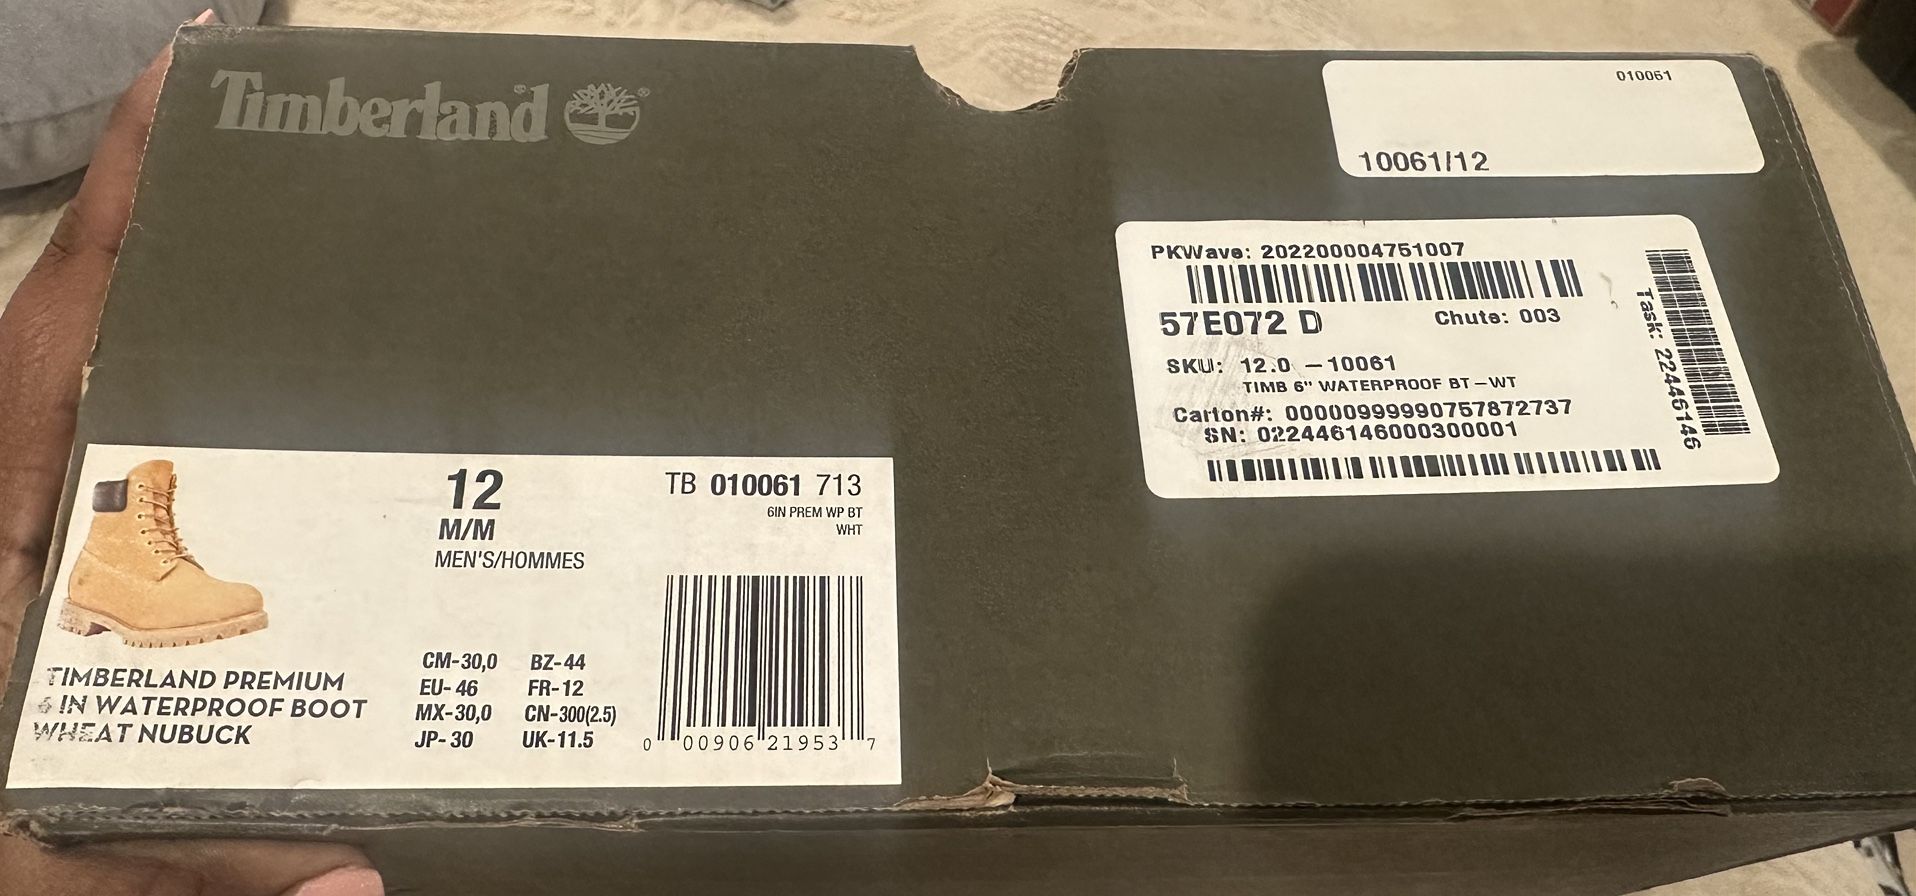 Timberland®
010061
10061/12
PKWave: 202200004751007
57E072 D Chute: 003
SKU: 12.0 -10061
TIMB 6" WATERPROOF BT-WT
Carton#: 00000999990757872737
SN: 022446146000300001
Task: 22446146
12
M/M
MEN'S/HOMMES
TB 010061 713
6IN PREM WP BT
WHT
TIMBERLAND PREMIUM
6 IN WATERPROOF BOOT
WHEAT NUBUCK
CM-30,0 BZ-44
EU-46 FR-12
MX-30,0 CN-300(2.5)
JP-30 UK-11.5
0 00906 21953 7